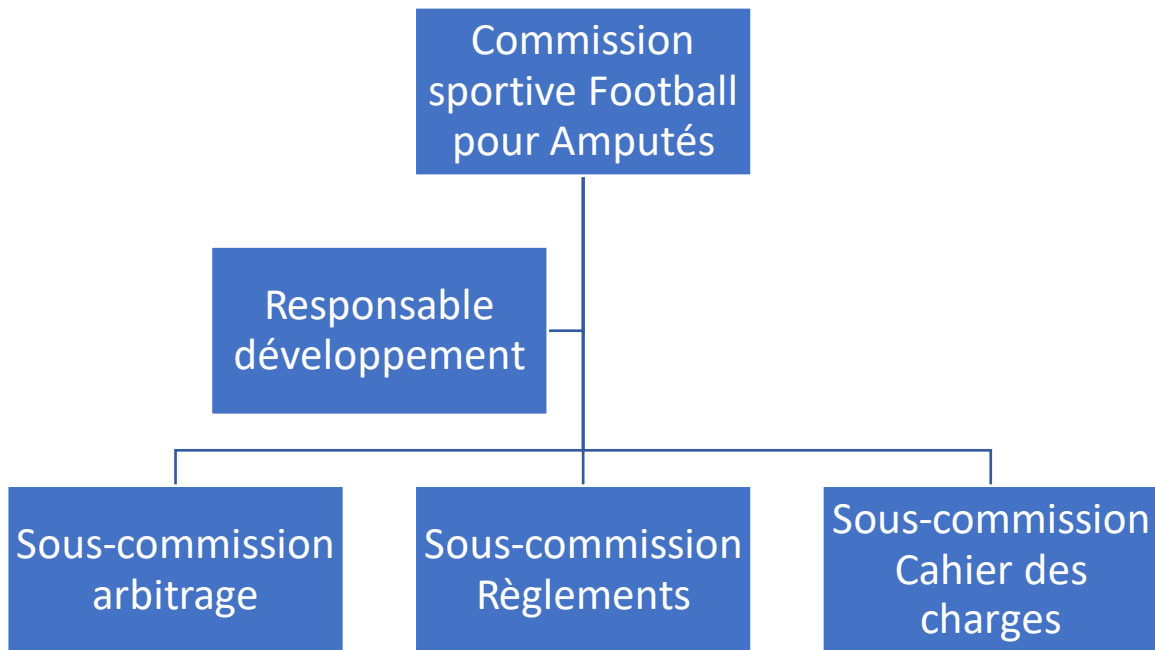 Commission
sportive Football
pour Amputés
Responsable
développement
Sous-commission
arbitrage
Sous-commission
Règlements
Sous-commission
Cahier des
charges